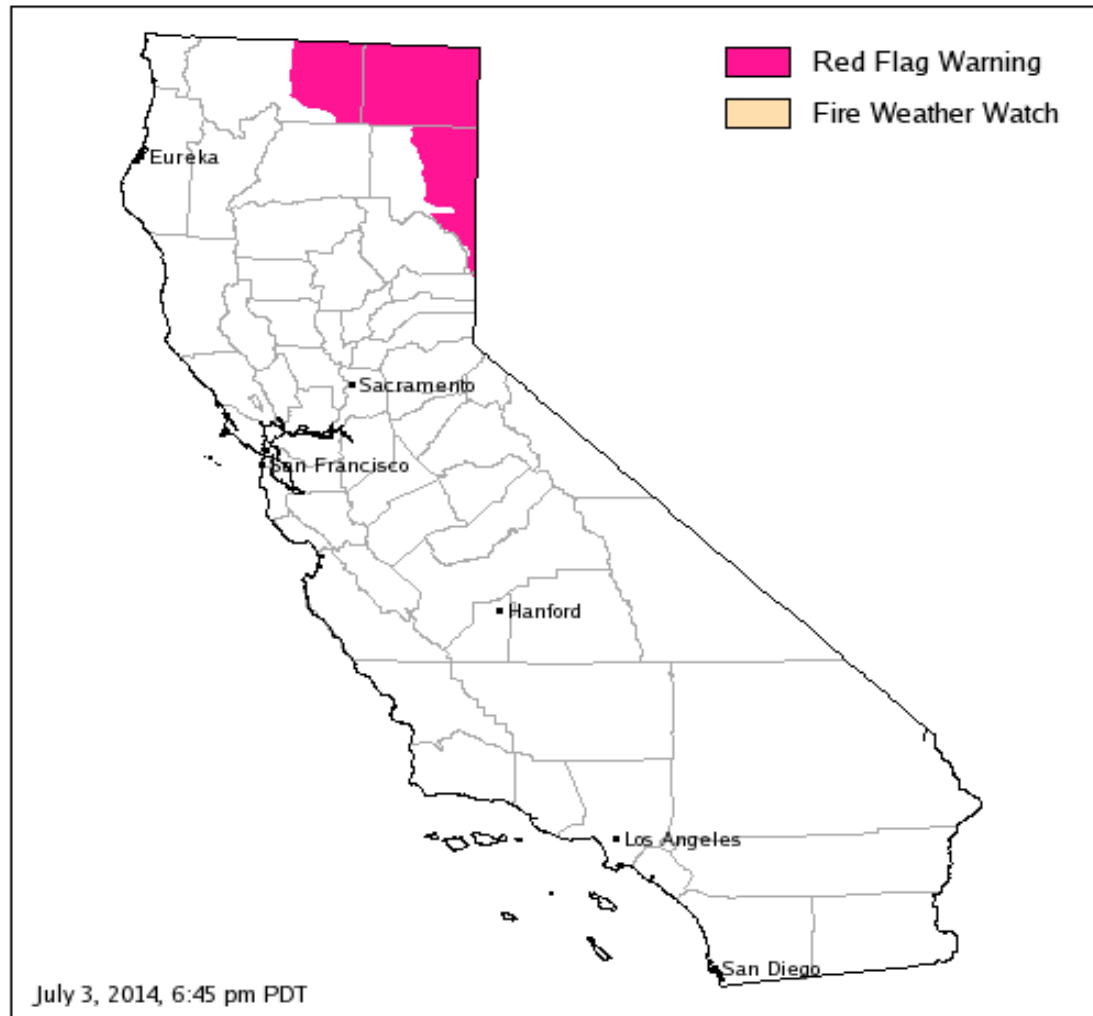 Red Flag Warning
Fire Weather Watch
Eureka
Sacramento
San Francisco
Hanford
Los Angeles
San Diego
July 3, 2014, 6:45 pm PDT